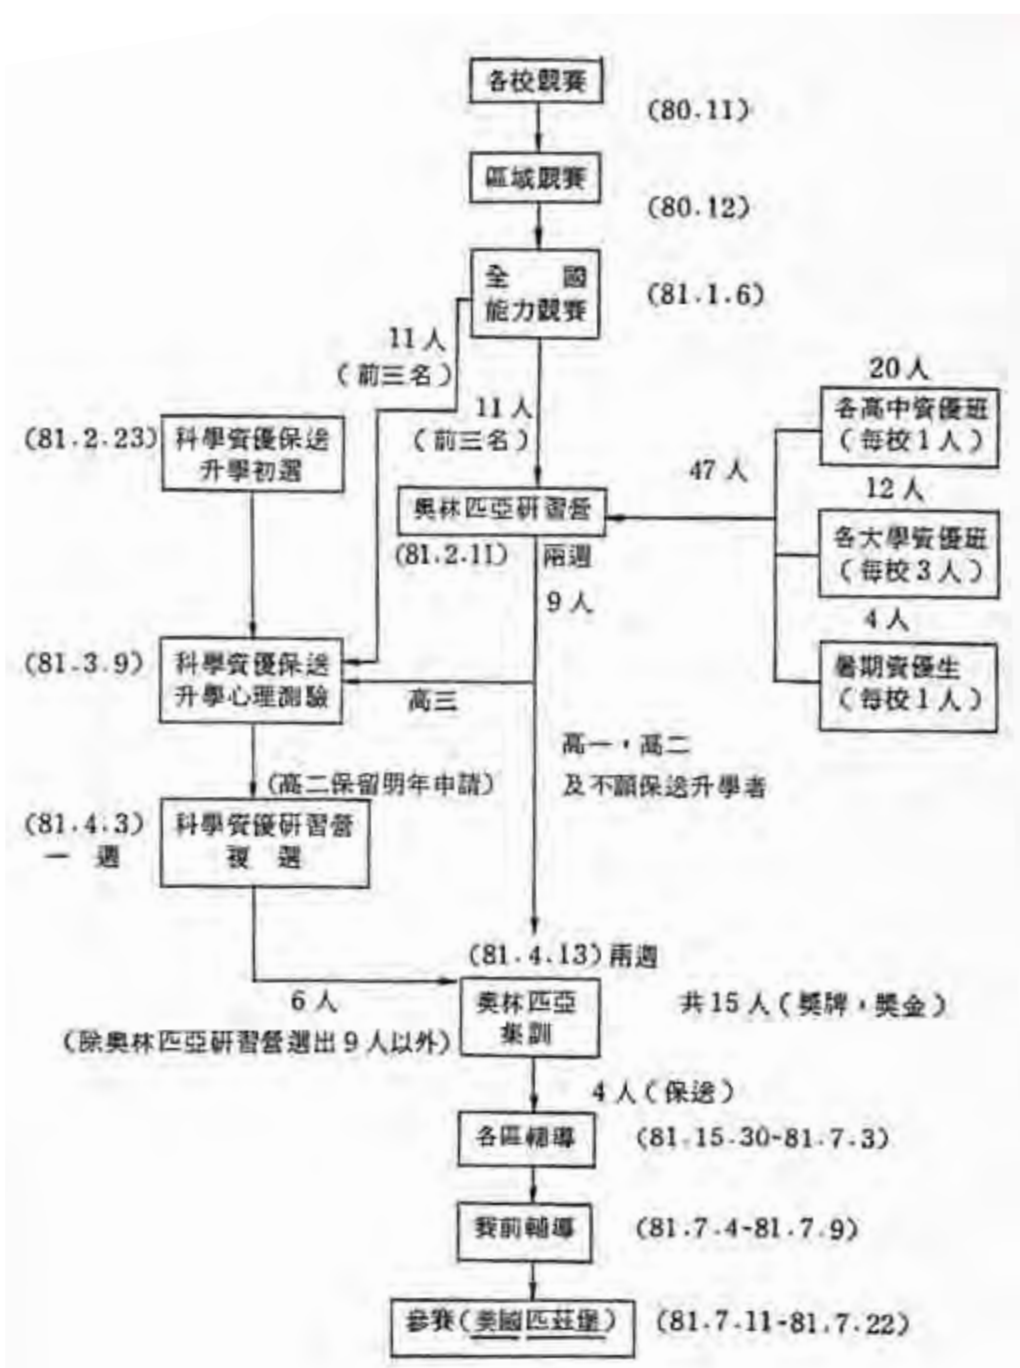 各校競賽
(80.11)
區域競賽
(80.12)
全國
能力競賽
(81.1.6)
11人
(前三名)
11人
(前三名)
20人
各高中資優班
(每校1人)
47人
12人
各大學資優班
(每校3人)
4人
暑期資優生
(每校1人)
(81.2.23)
科學資優保送
升學初選
奧林匹亞研習營
(81.2.11) 兩週
9人
(81.3.9)
科學資優保送
升學心理測驗
高三
高一,高二
及不願保送升學者
(高二保留明年申請)
(81.4.3)
一週
科學資優研習營
複選
(81.4.13)兩週
6人
(除奧林匹亞研習營選出9人以外)
奧林匹亞
集訓
共15人(獎牌,獎金)
4人(保送)
各區輔導
(81.15.30-81.7.3)
我前輔導
(81.7.4-81.7.9)
參賽(美國匹茲堡)
(81.7.11-81.7.22)